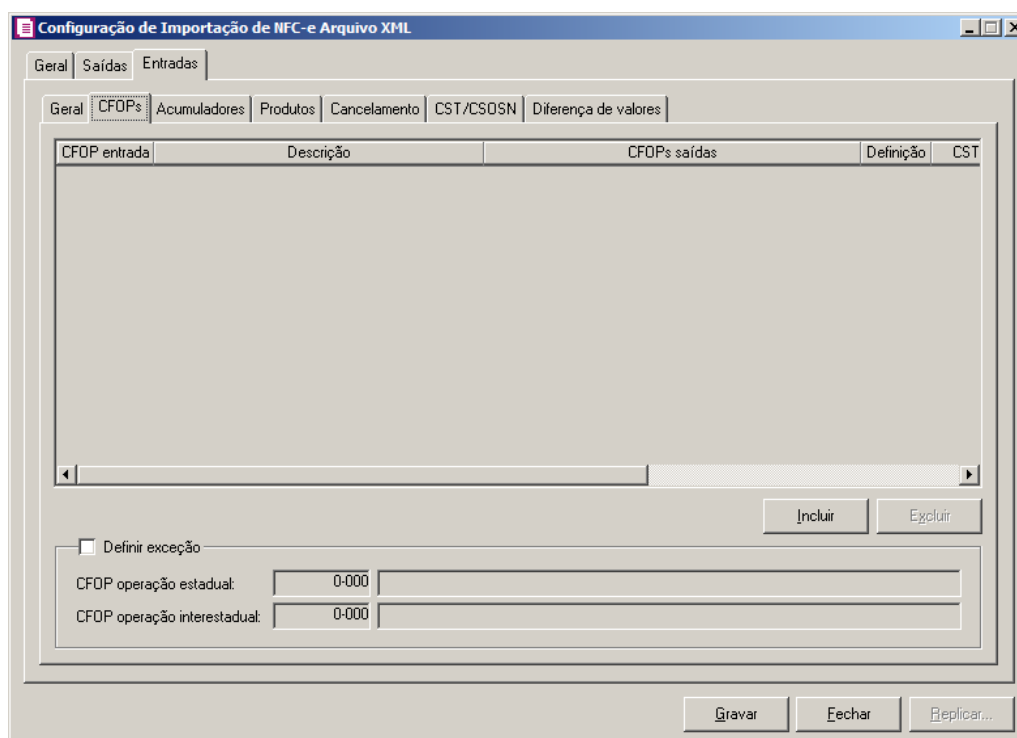 Configuração de Importação de NFC-e Arquivo XML
Geral Saídas Entradas
Geral CFOPs Acumuladores Produtos Cancelamento CST/CSOSN Diferença de valores
CFOP entrada Descrição CFOPs saídas Definição CST
Incluir Excluir
Definir exceção
CFOP operação estadual: 0-000
CFOP operação interestadual: 0-000
Gravar Fechar Replicar...